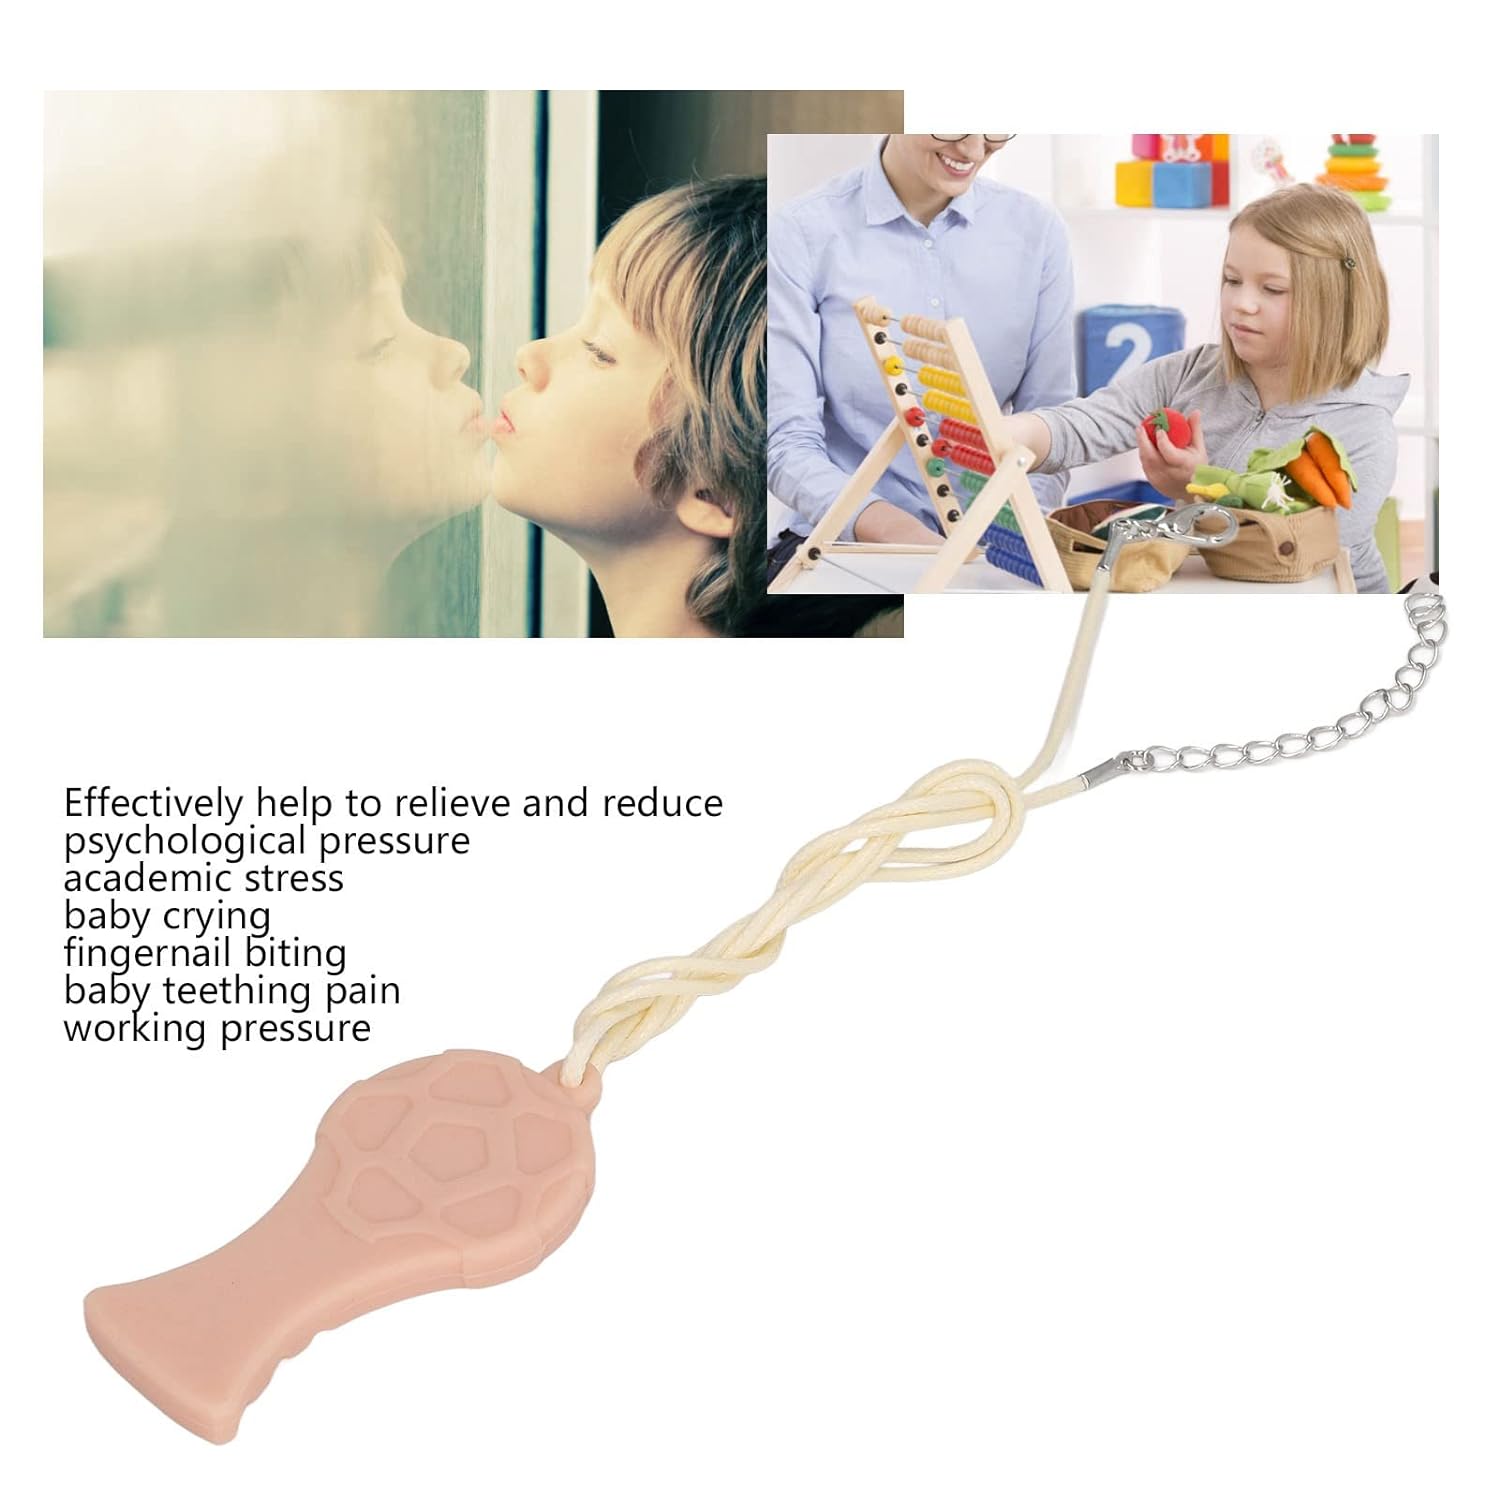 2
Effectively help to relieve and reduce
psychological pressure
academic stress
baby crying
fingernail biting
baby teething pain
working pressure